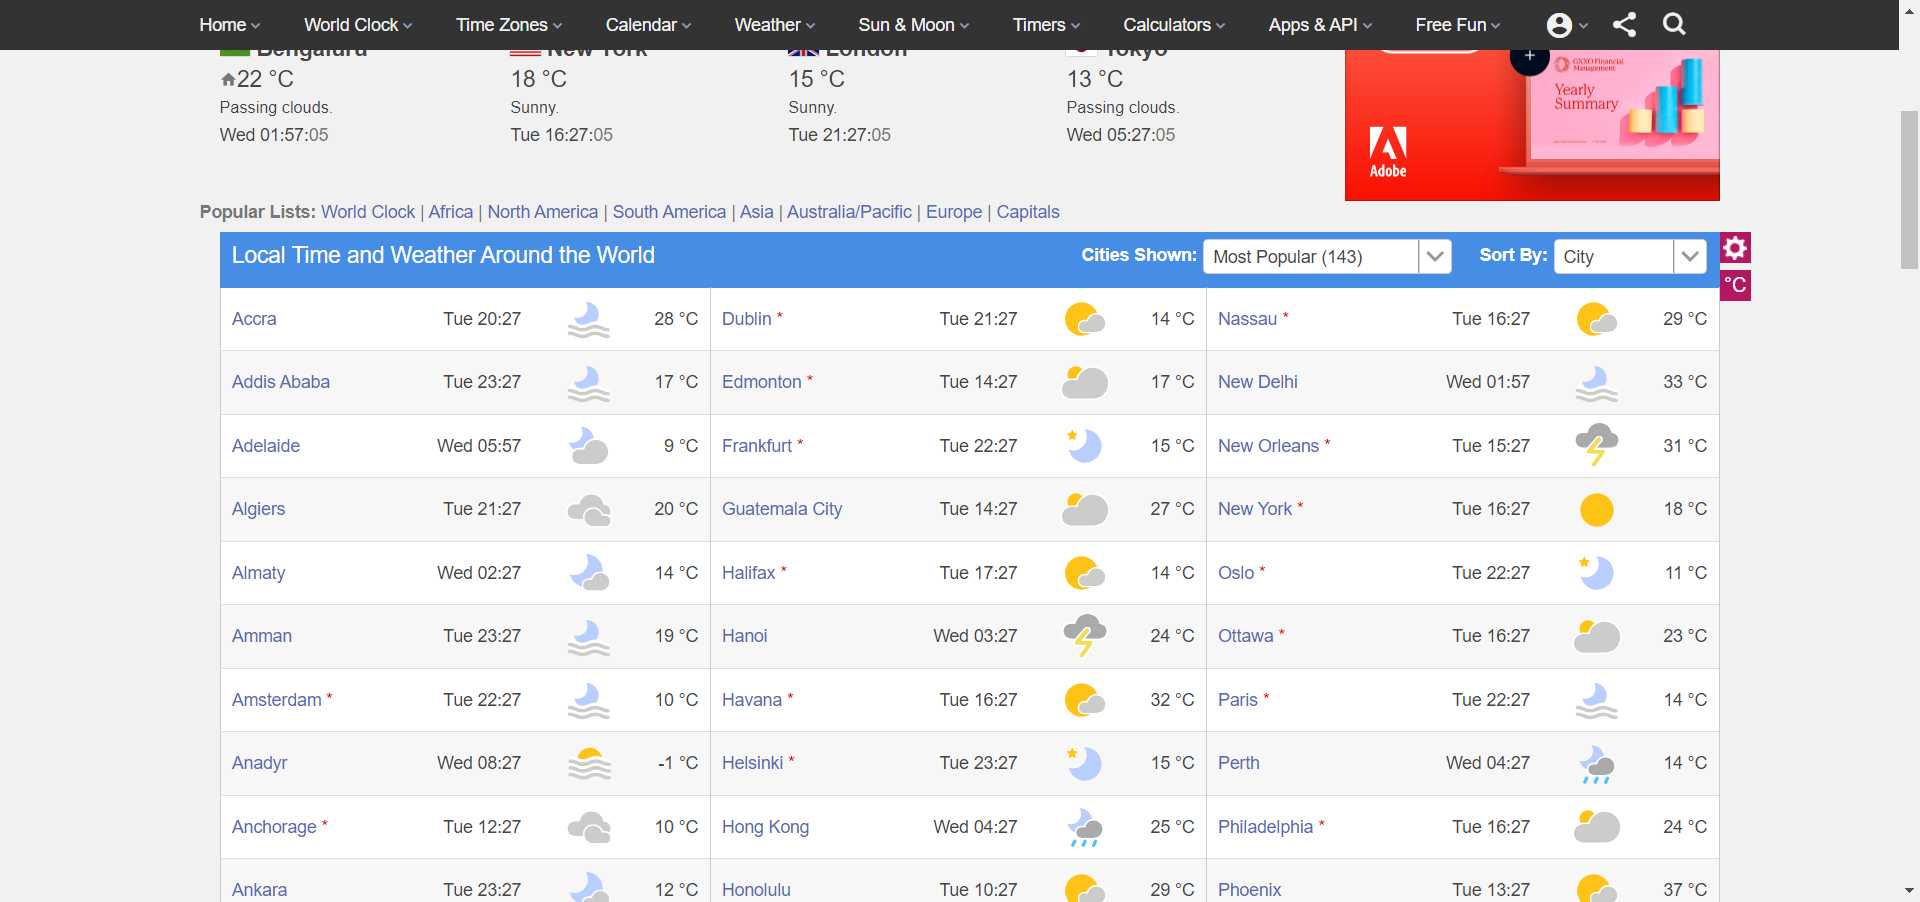 Home World Clock Time Zones Calendar Weather Sun & Moon Timers Calculators Apps & API Free Fun
Bengaluru New York London Tokyo
22 °C 18 °C 15 °C 13 °C
Passing clouds. Sunny. Sunny. Passing clouds.
Wed 01:57:05 Tue 16:27:05 Tue 21:27:05 Wed 05:27:05
GXXO Financial
Management
Yearly
Summary
Adobe
Popular Lists: World Clock | Africa | North America | South America | Asia | Australia/Pacific | Europe | Capitals
Local Time and Weather Around the World Cities Shown: Most Popular (143) Sort By: City
°C
Accra Tue 20:27 28 °C Dublin * Tue 21:27 14 °C Nassau * Tue 16:27 29 °C
Addis Ababa Tue 23:27 17 °C Edmonton * Tue 14:27 17 °C New Delhi Wed 01:57 33 °C
Adelaide Wed 05:57 9 °C Frankfurt * Tue 22:27 15 °C New Orleans * Tue 15:27 31 °C
Algiers Tue 21:27 20 °C Guatemala City Tue 14:27 27 °C New York * Tue 16:27 18 °C
Almaty Wed 02:27 14 °C Halifax * Tue 17:27 14 °C Oslo * Tue 22:27 11 °C
Amman Tue 23:27 19 °C Hanoi Wed 03:27 24 °C Ottawa * Tue 16:27 23 °C
Amsterdam * Tue 22:27 10 °C Havana * Tue 16:27 32 °C Paris * Tue 22:27 14 °C
Anadyr Wed 08:27 -1 °C Helsinki * Tue 23:27 15 °C Perth Wed 04:27 14 °C
Anchorage * Tue 12:27 10 °C Hong Kong Wed 04:27 25 °C Philadelphia * Tue 16:27 24 °C
Ankara Tue 23:27 12 °C Honolulu Tue 10:27 29 °C Phoenix Tue 13:27 37 °C